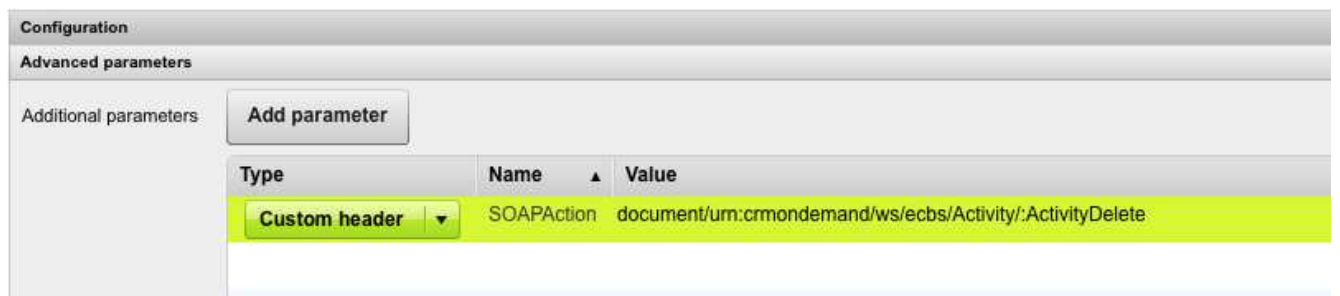 Configuration
Advanced parameters
Additional parameters Add parameter
Type Name ▲ Value
Custom header ▼ SOAPAction document/urn:crmondemand/ws/ecbs/Activity/:ActivityDelete